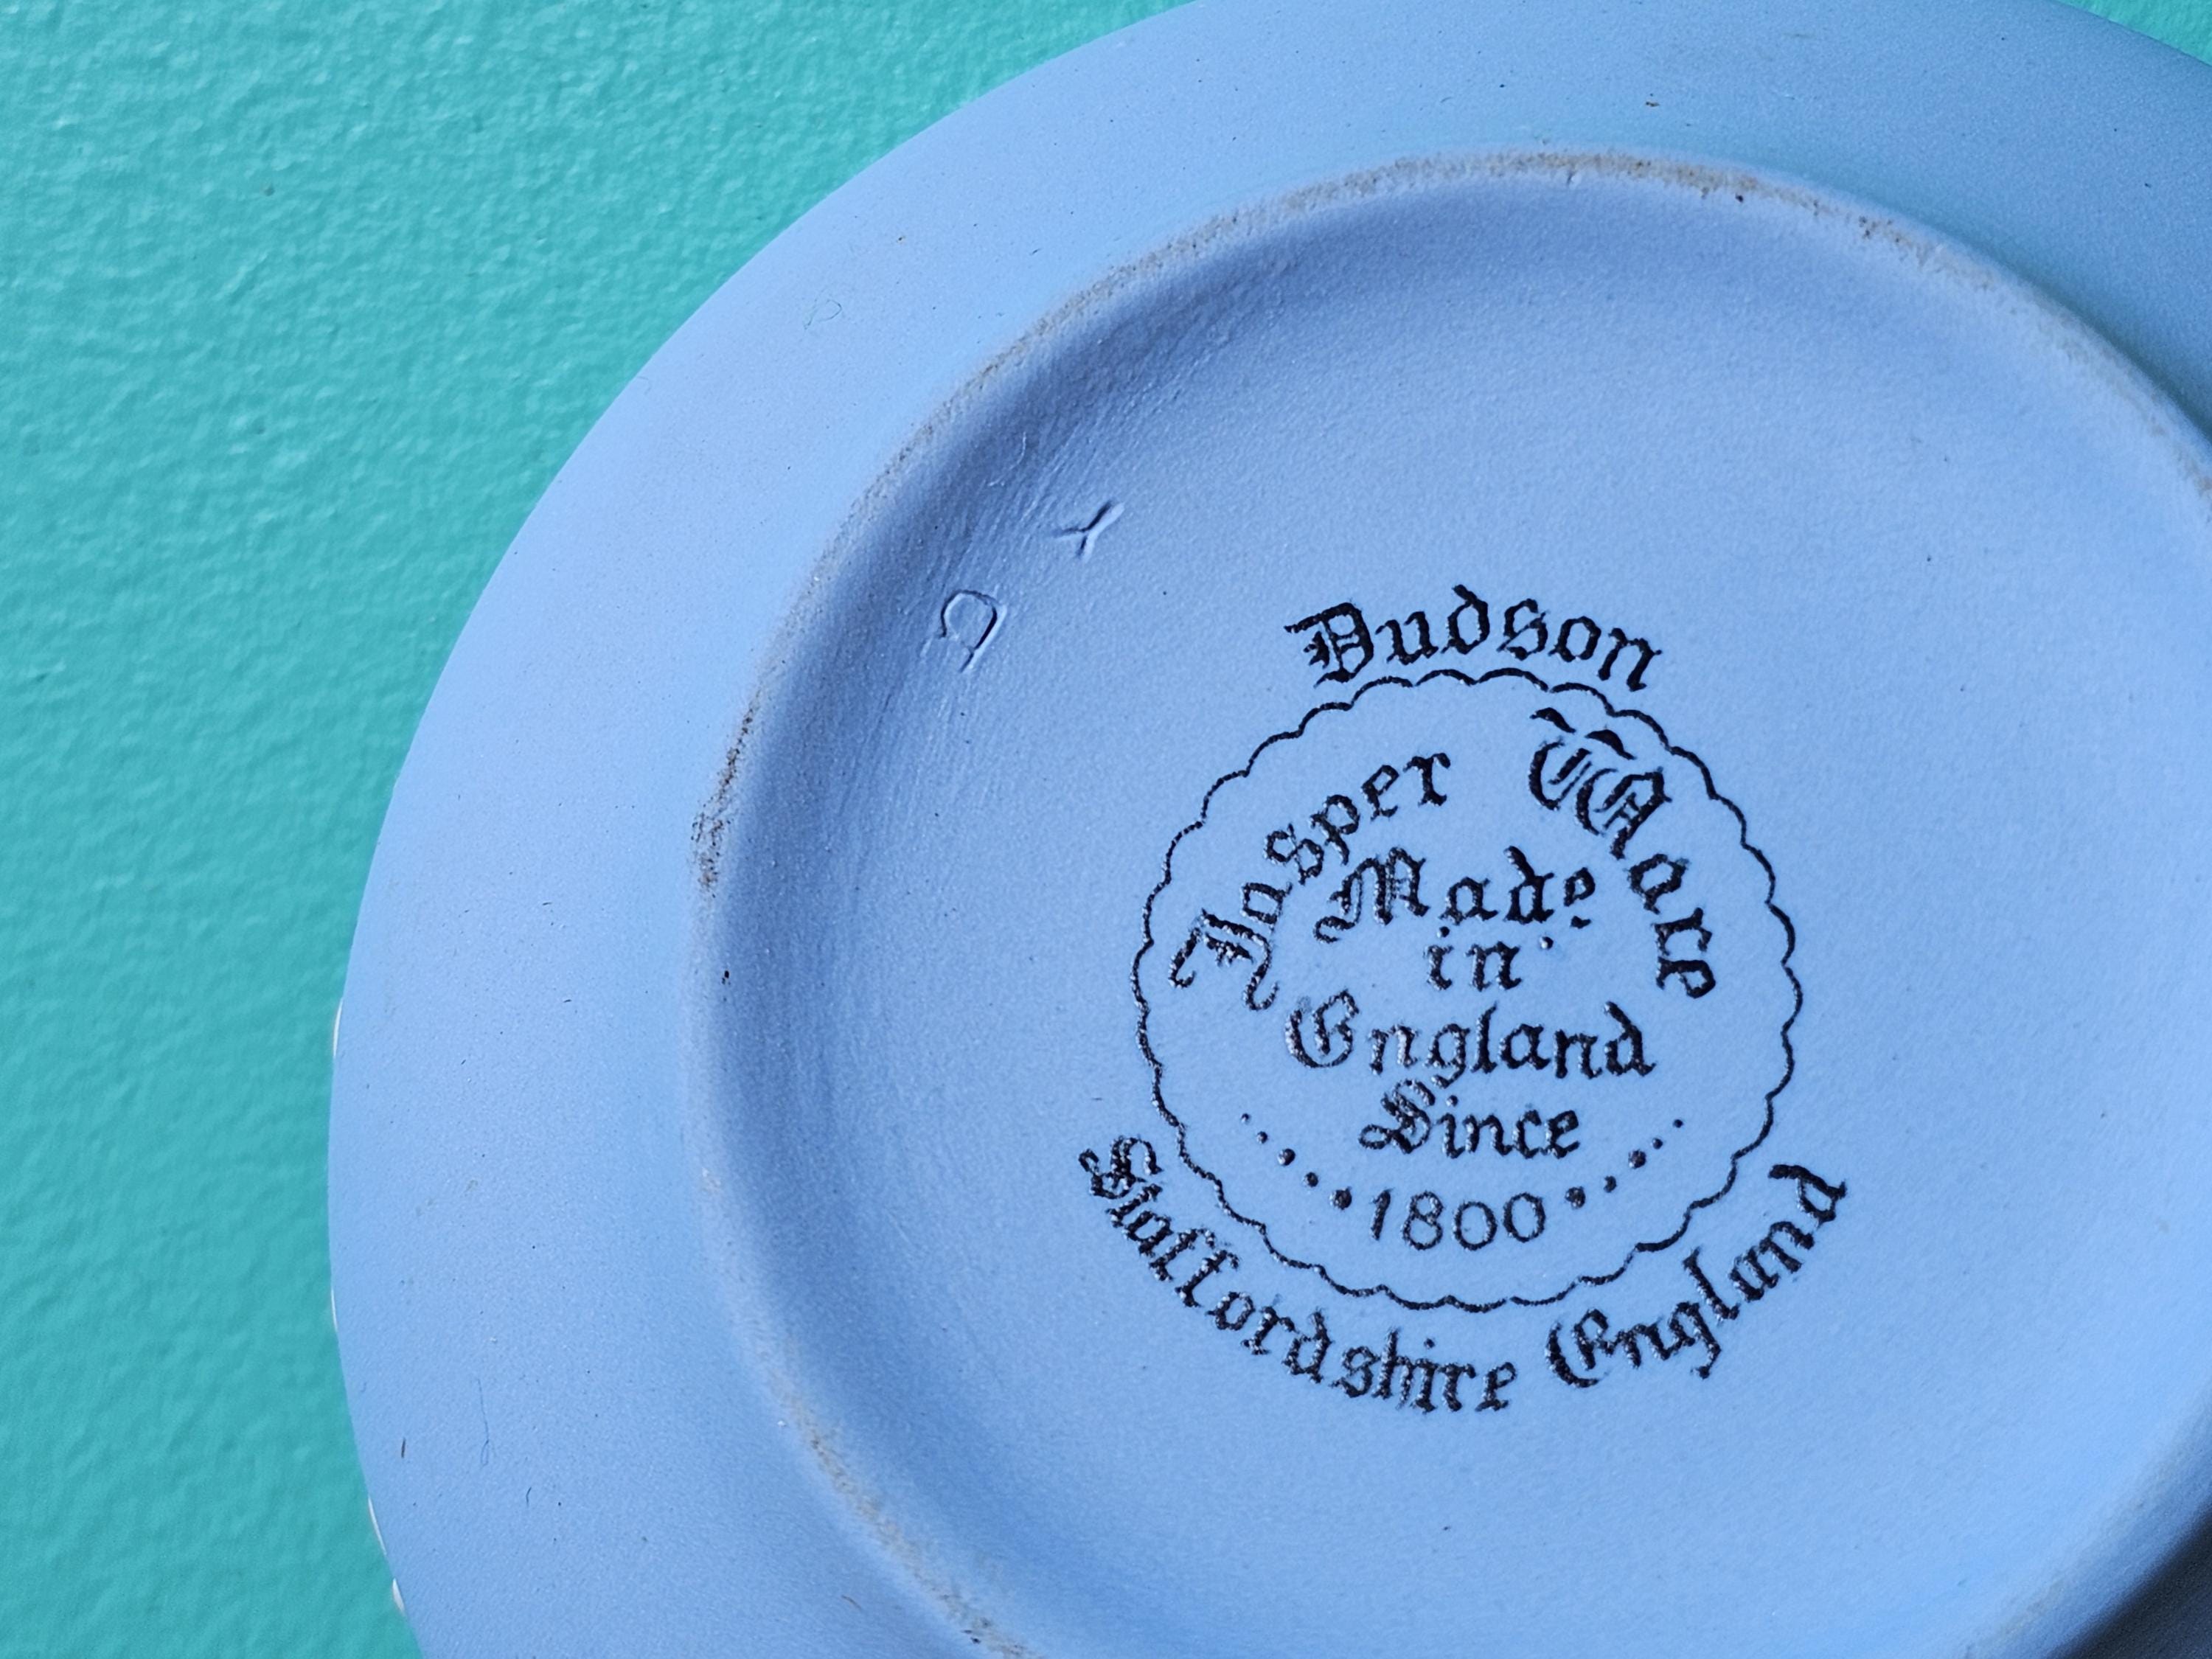 Dudson
Jasper Ware
Made
in
England
Since
1800
Staffordshire England
Y
D